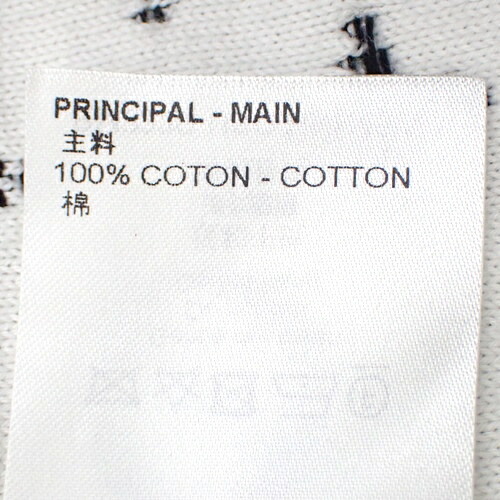 PRINCIPAL - MAIN
主料
100% COTON - COTTON
棉